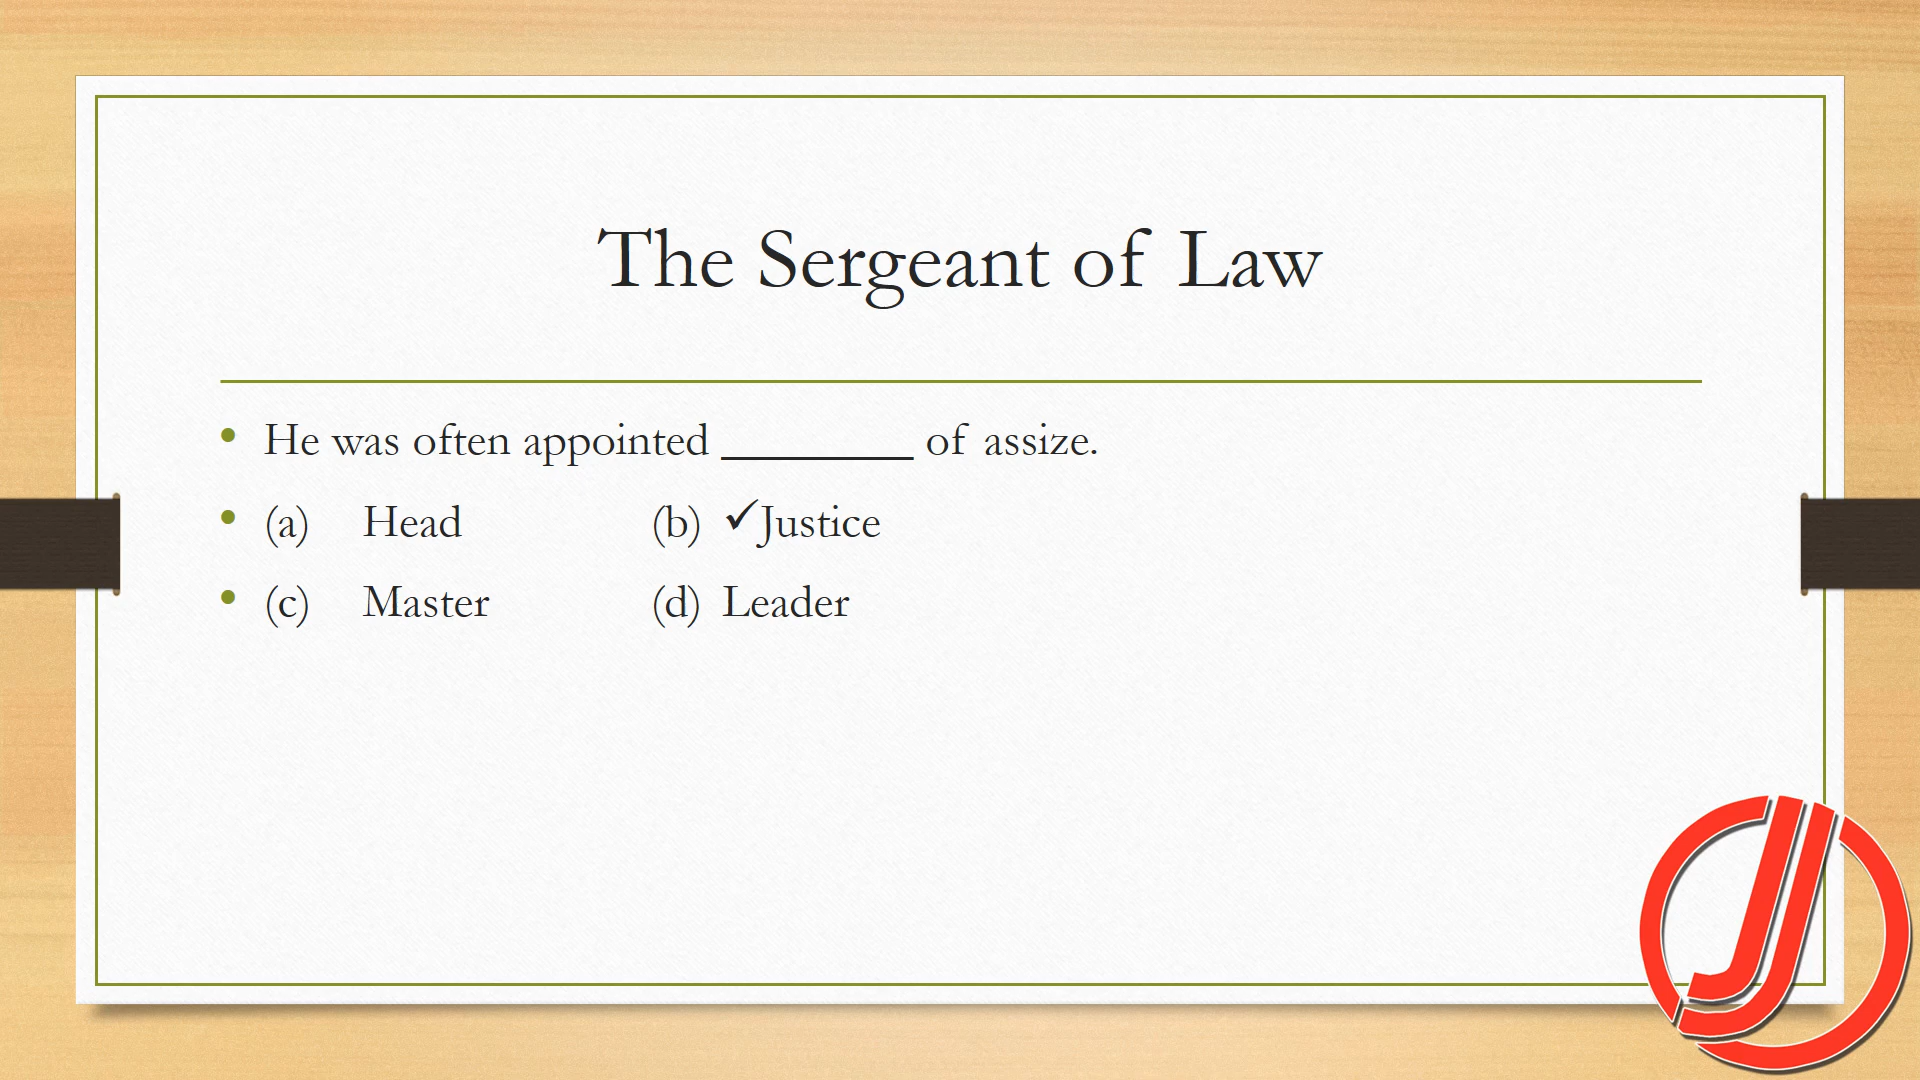 The Sergeant of Law
• He was often appointed ________ of assize.
• (a) Head (b) ✓Justice
• (c) Master (d) Leader